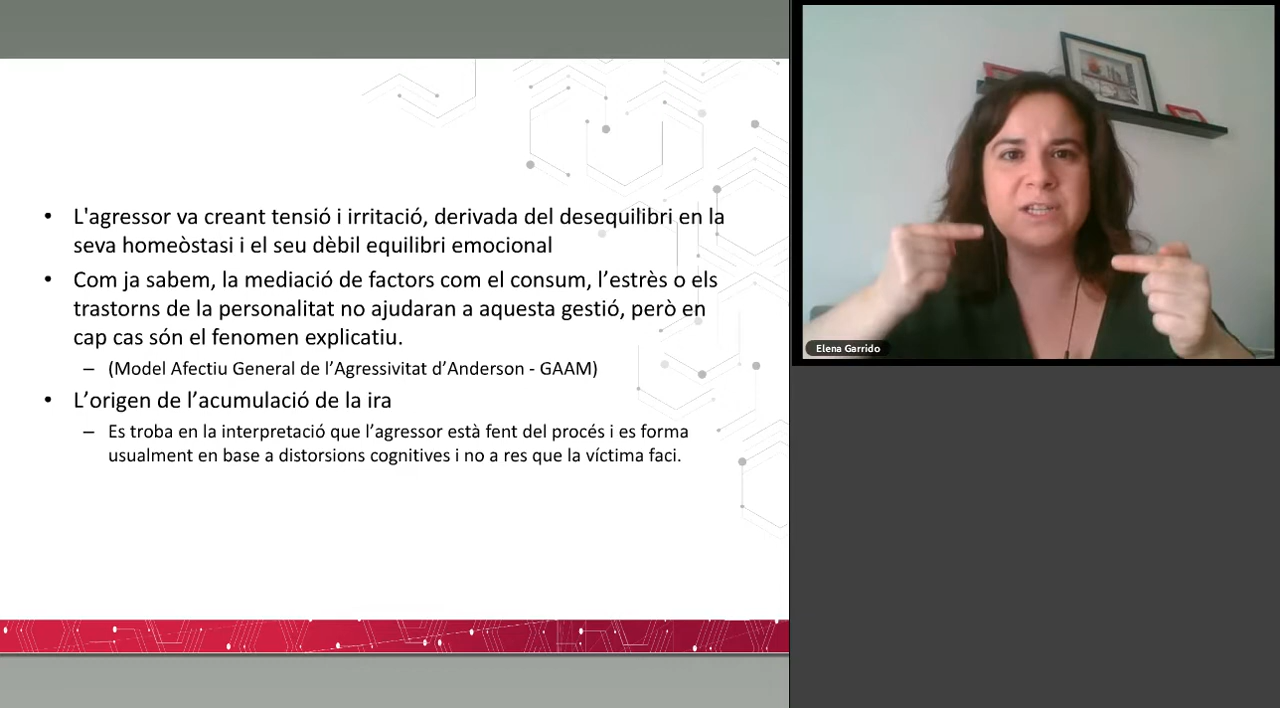 • L'agressor va creant tensió i irritació, derivada del desequilibri en la
seva homeòstasi i el seu dèbil equilibri emocional
• Com ja sabem, la mediació de factors com el consum, l’estrès o els
trastorns de la personalitat no ajudaran a aquesta gestió, però en
cap cas són el fenomen explicatiu.
– (Model Afectiu General de l’Agressivitat d’Anderson - GAAM)
• L’origen de l’acumulació de la ira
– Es troba en la interpretació que l’agressor està fent del procés i es forma
usualment en base a distorsions cognitives i no a res que la víctima faci.
Elena Garrido